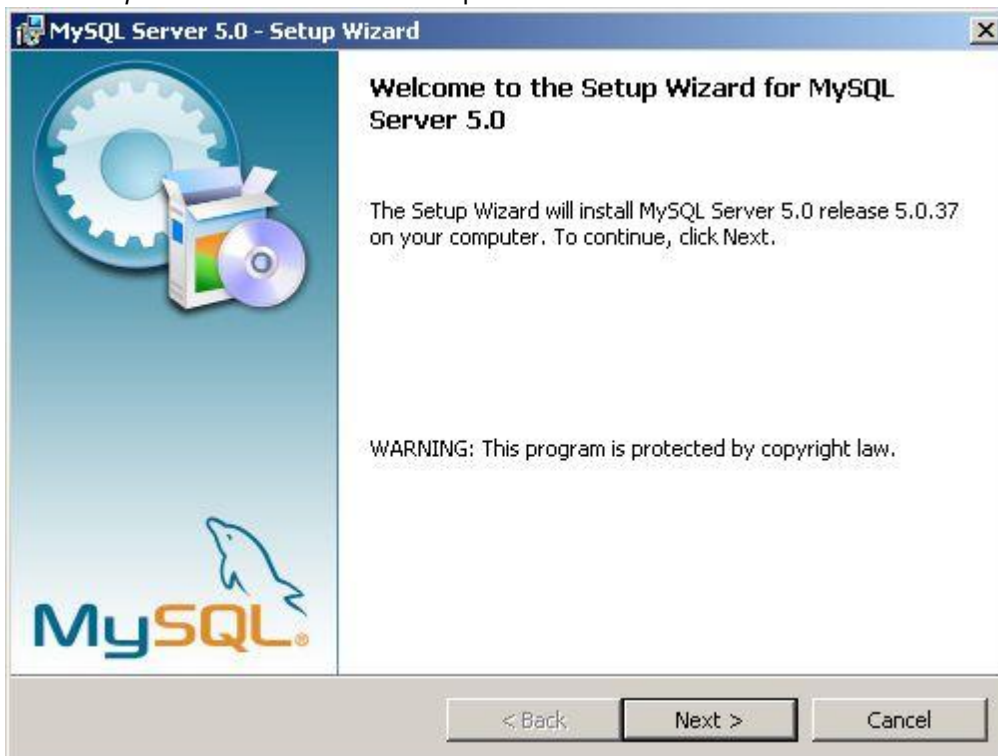 MySQL Server 5.0 - Setup Wizard
Welcome to the Setup Wizard for MySQL
Server 5.0
The Setup Wizard will install MySQL Server 5.0 release 5.0.37
on your computer. To continue, click Next.
WARNING: This program is protected by copyright law.
MySQL®
< Back
Next >
Cancel